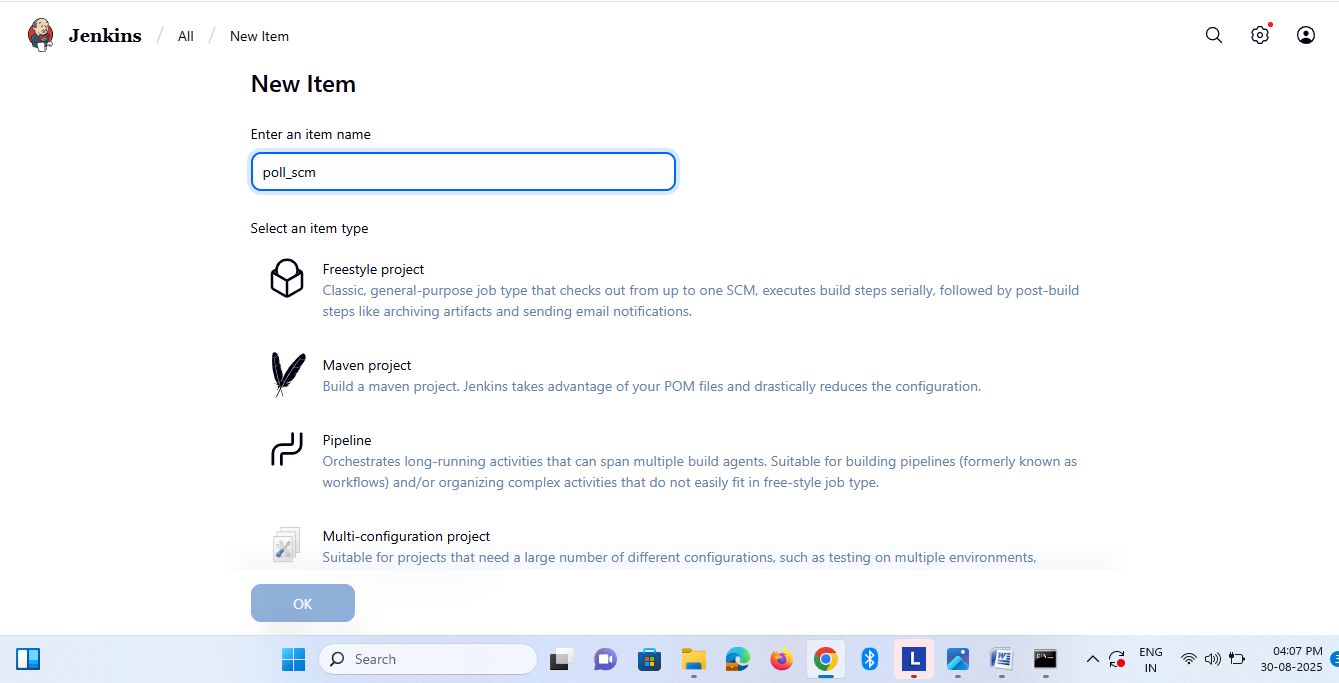 Jenkins / All / New Item
New Item
Enter an item name
poll_scm
Select an item type
Freestyle project
Classic, general-purpose job type that checks out from up to one SCM, executes build steps serially, followed by post-build
steps like archiving artifacts and sending email notifications.
Maven project
Build a maven project. Jenkins takes advantage of your POM files and drastically reduces the configuration.
Pipeline
Orchestrates long-running activities that can span multiple build agents. Suitable for building pipelines (formerly known as
workflows) and/or organizing complex activities that do not easily fit in free-style job type.
Multi-configuration project
Suitable for projects that need a large number of different configurations, such as testing on multiple environments,
OK
Search
L
W
ENG
IN
04:07 PM
30-08-2025